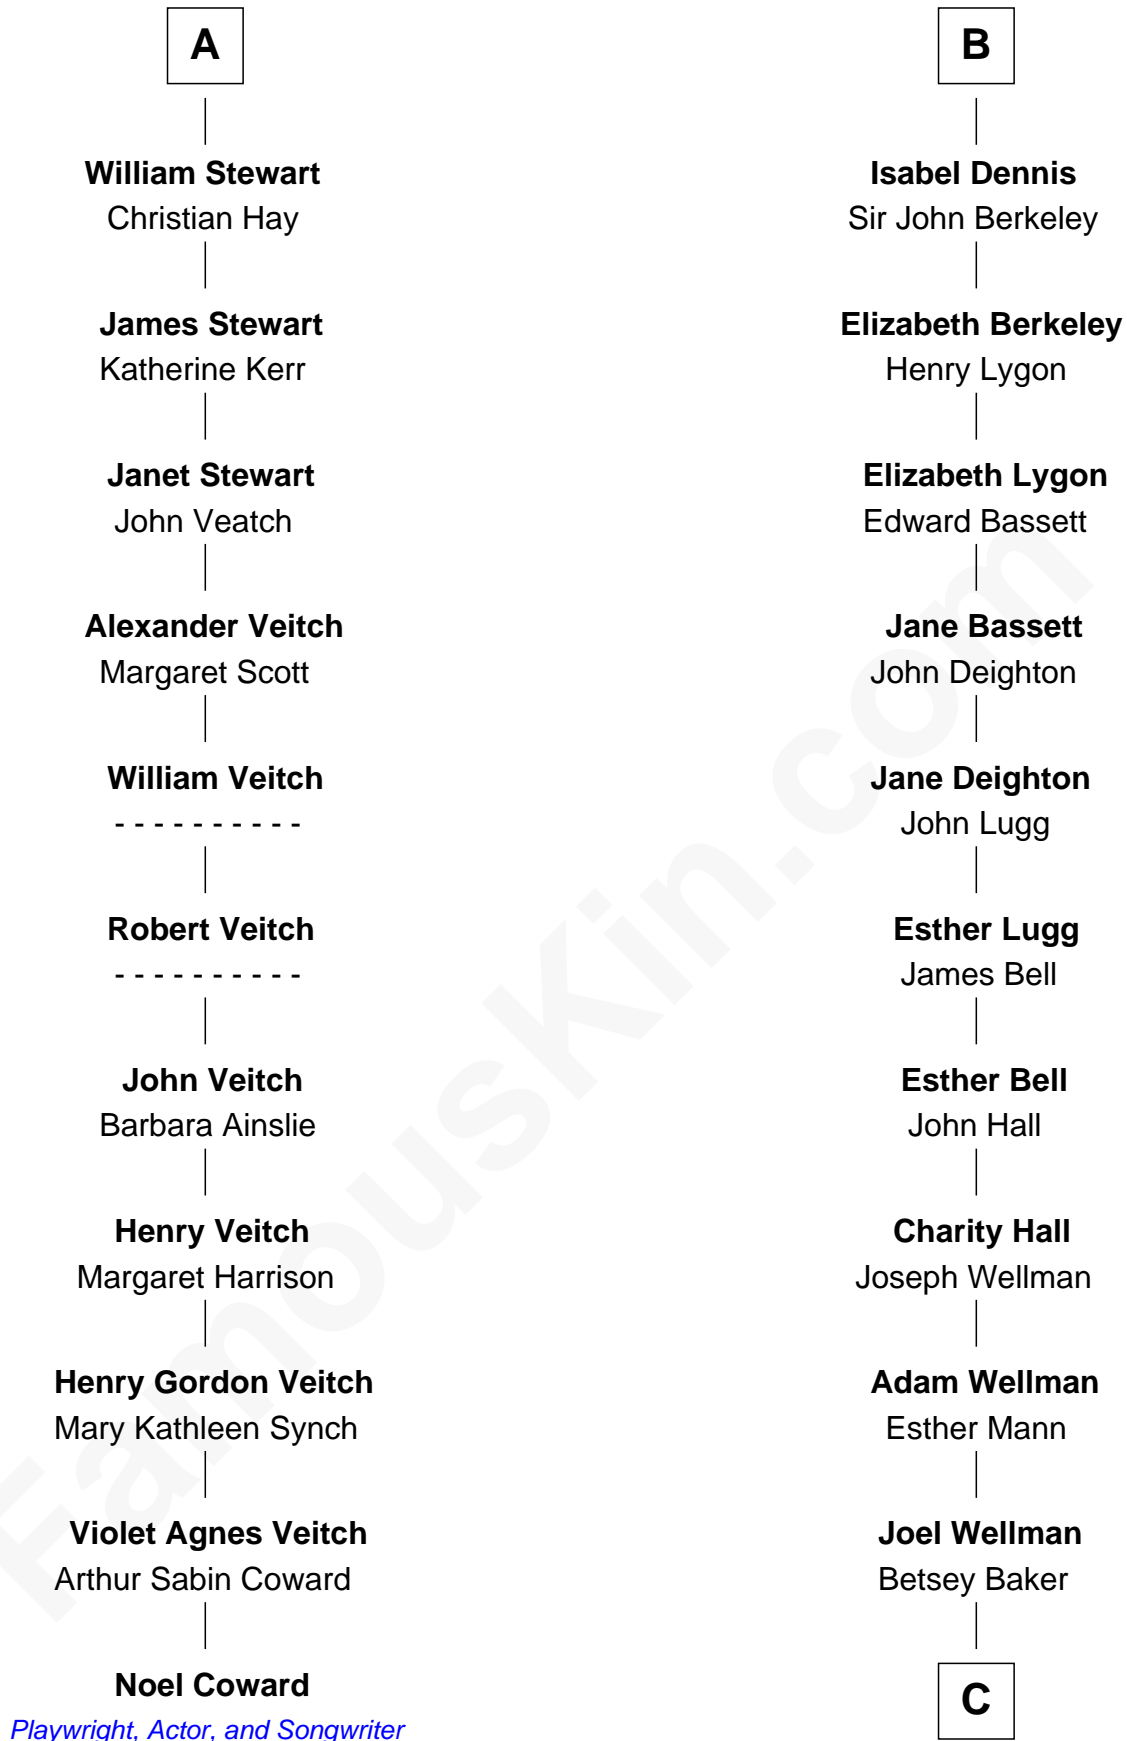 A
William Stewart
Christian Hay
James Stewart
Katherine Kerr
Janet Stewart
John Veatch
Alexander Veitch
Margaret Scott
William Veitch
- - - - - - - - - -
Robert Veitch
- - - - - - - - - -
John Veitch
Barbara Ainslie
Henry Veitch
Margaret Harrison
Henry Gordon Veitch
Mary Kathleen Synch
Violet Agnes Veitch
Arthur Sabin Coward
Noel Coward
Playwright, Actor, and Songwriter
B
Isabel Dennis
Sir John Berkeley
Elizabeth Berkeley
Henry Lygon
Elizabeth Lygon
Edward Bassett
Jane Bassett
John Deighton
Jane Deighton
John Lugg
Esther Lugg
James Bell
Esther Bell
John Hall
Charity Hall
Joseph Wellman
Adam Wellman
Esther Mann
Joel Wellman
Betsey Baker
C
FamousKin.com